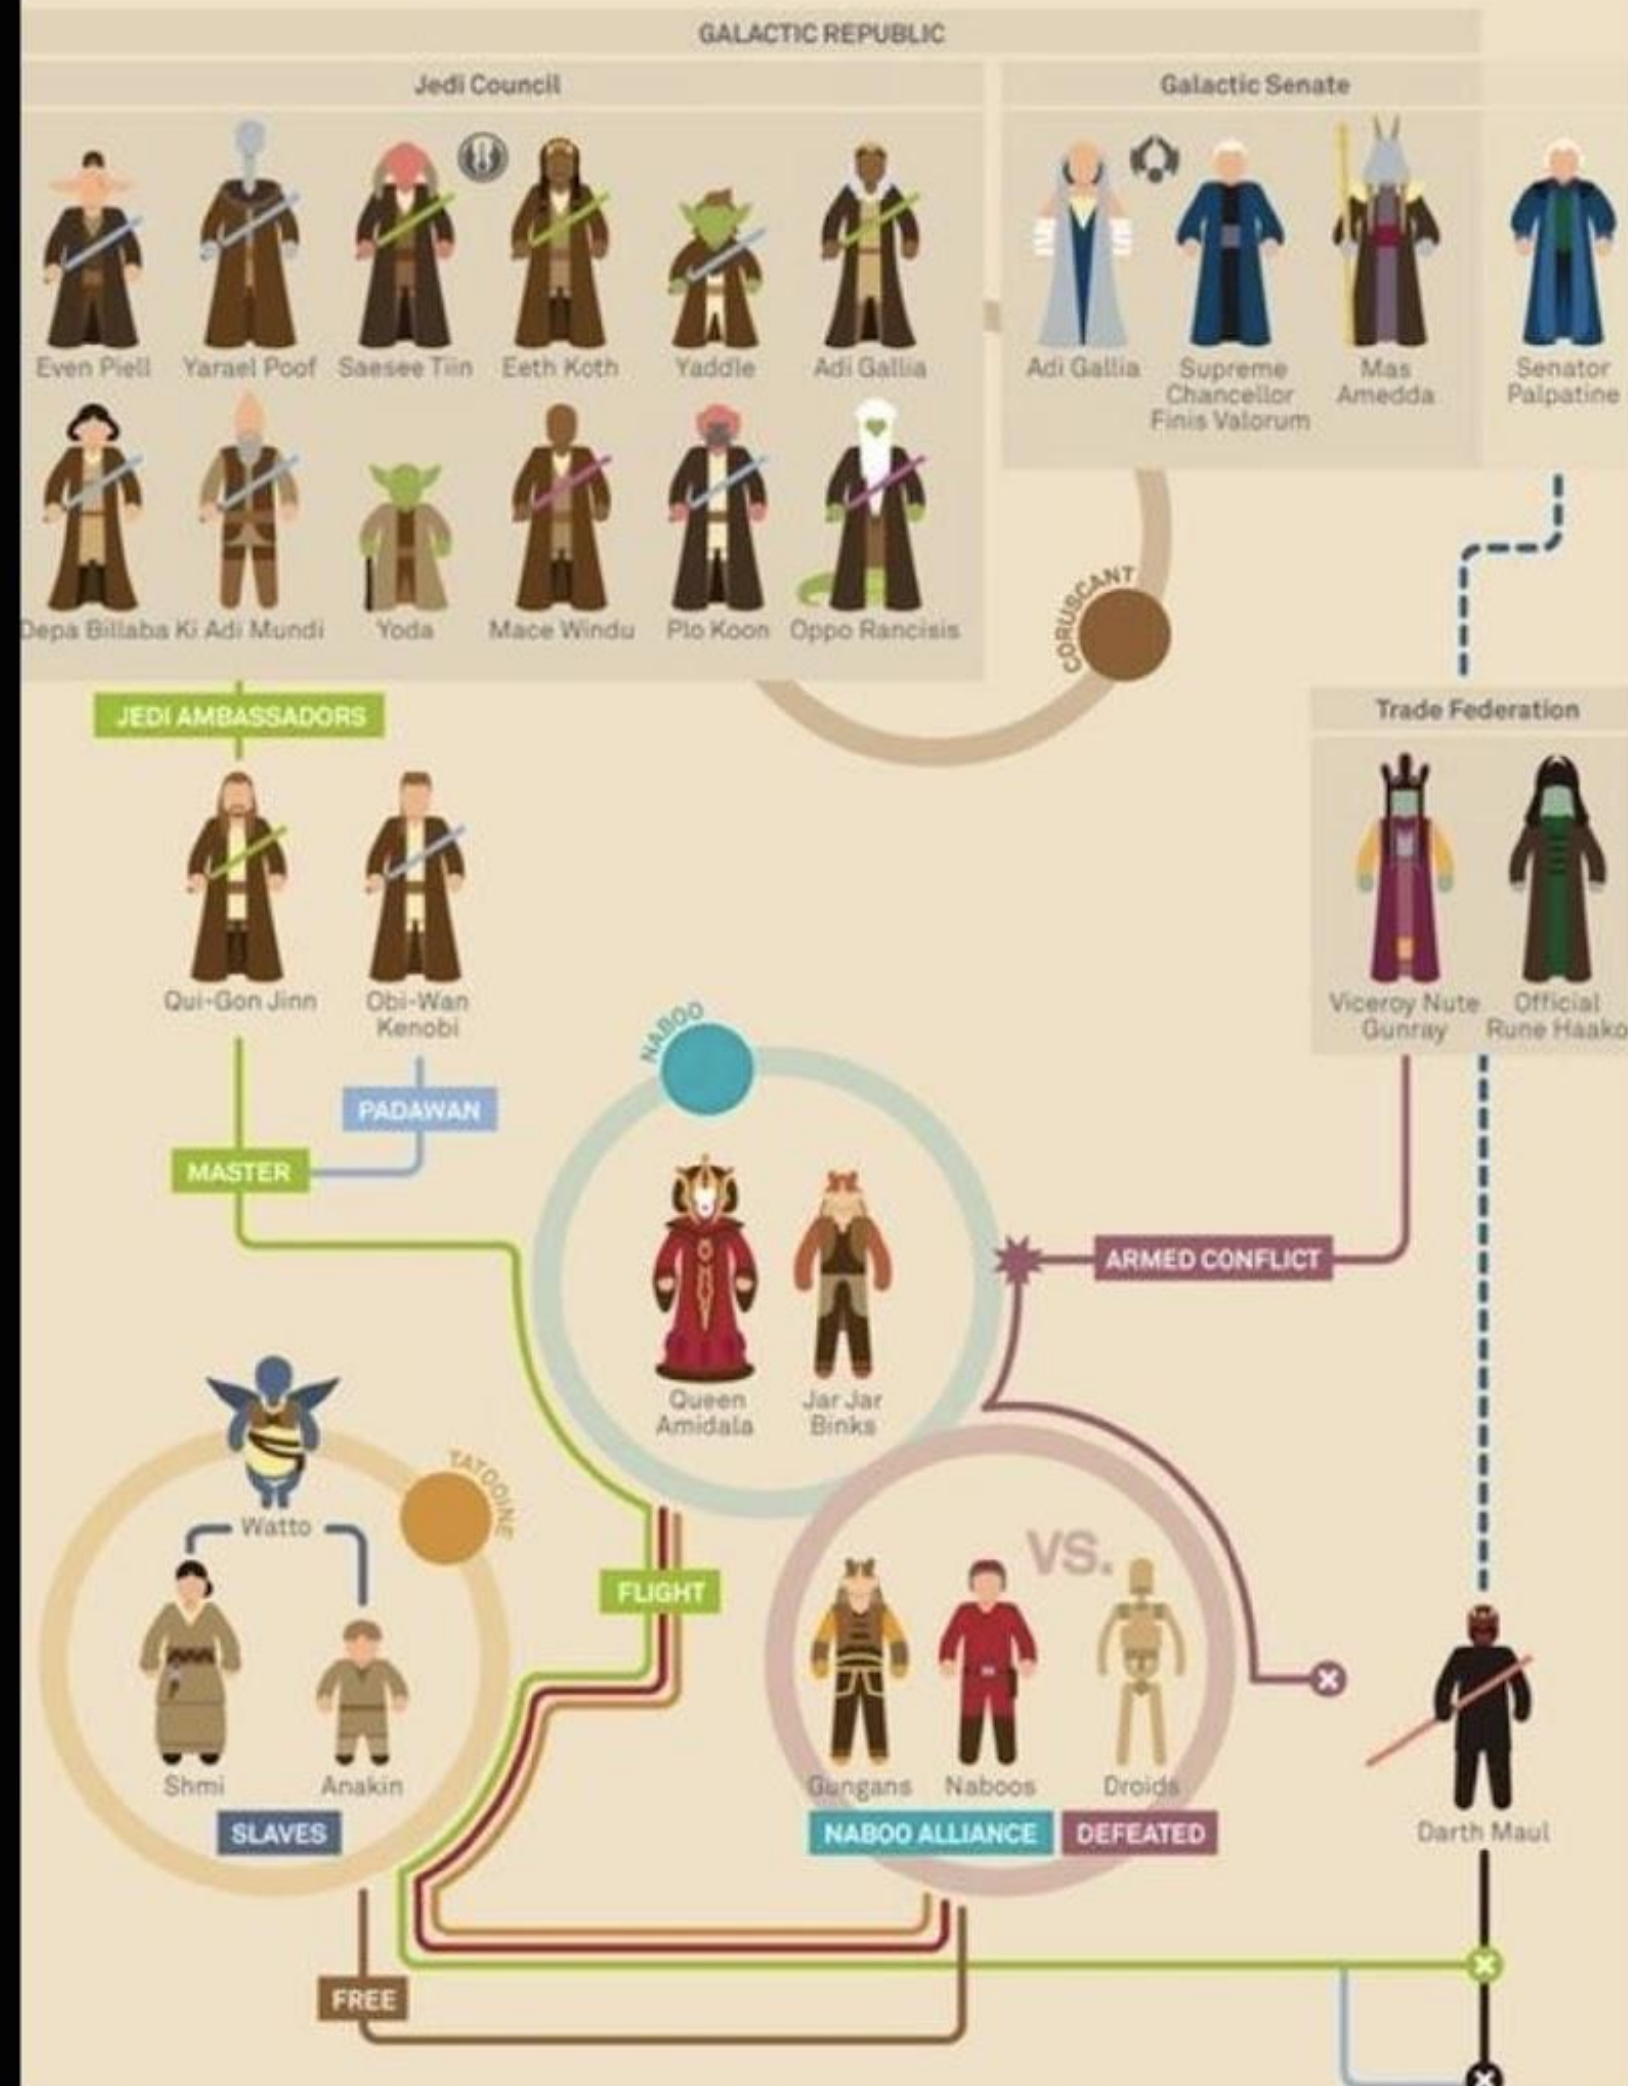 GALACTIC REPUBLIC
Jedi Council
Galactic Senate
Even Piell
Yarael Poof
Saesee Tiin
Eeth Koth
Yaddle
Adi Gallia
Adi Gallia
Supreme
Chancellor
Finis Valorum
Mas
Amedda
Senator
Palpatine
Depa Billaba
Ki Adi Mundi
Yoda
Mace Windu
Plo Koon
Oppo Rancisis
CORUSCANT
JEDI AMBASSADORS
Trade Federation
Qui-Gon Jinn
Obi-Wan
Kenobi
Viceroy Nute
Gunray
Official
Rune Haako
NABOO
PADAWAN
MASTER
ARMED CONFLICT
Queen
Amidala
Jar Jar
Binks
TATOOINE
Watto
VS.
FLIGHT
Shmi
Anakin
Gungans
Naboos
Droids
SLAVES
NABOO ALLIANCE
DEFEATED
Darth Maul
FREE